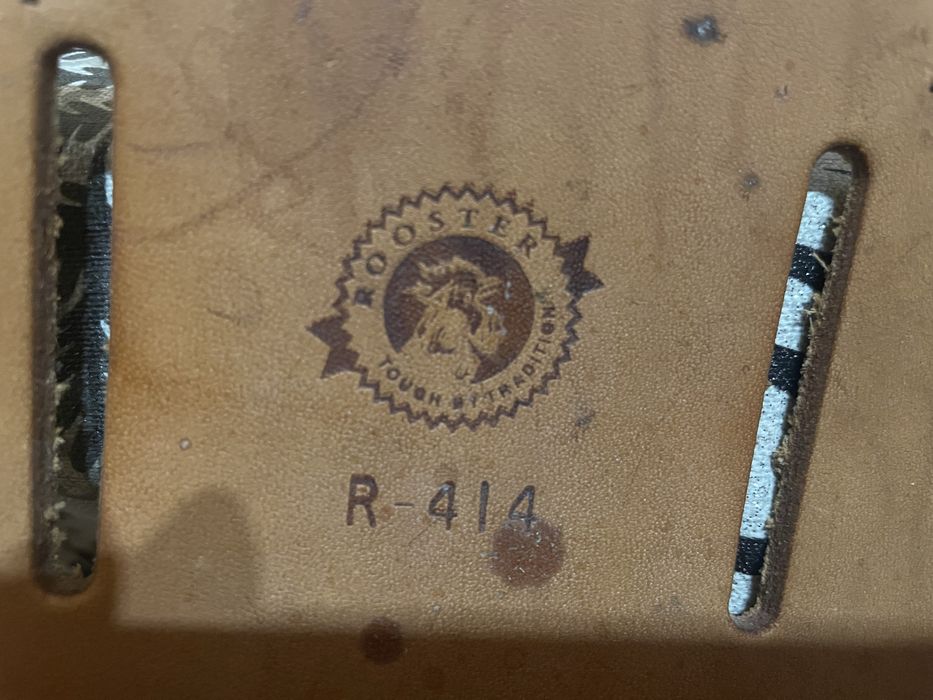 ROOSTER
TOUGH BY TRADITION
R-414